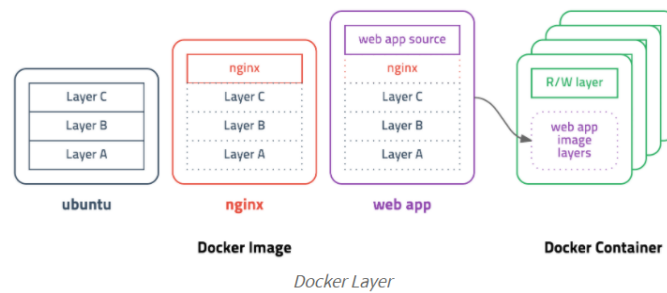 Layer C
Layer B
Layer A
ubuntu
nginx
Layer C
Layer B
Layer A
nginx
web app source
nginx
Layer C
Layer B
Layer A
web app
R/W layer
web app
image
layers
Docker Image
Docker Container
Docker Layer